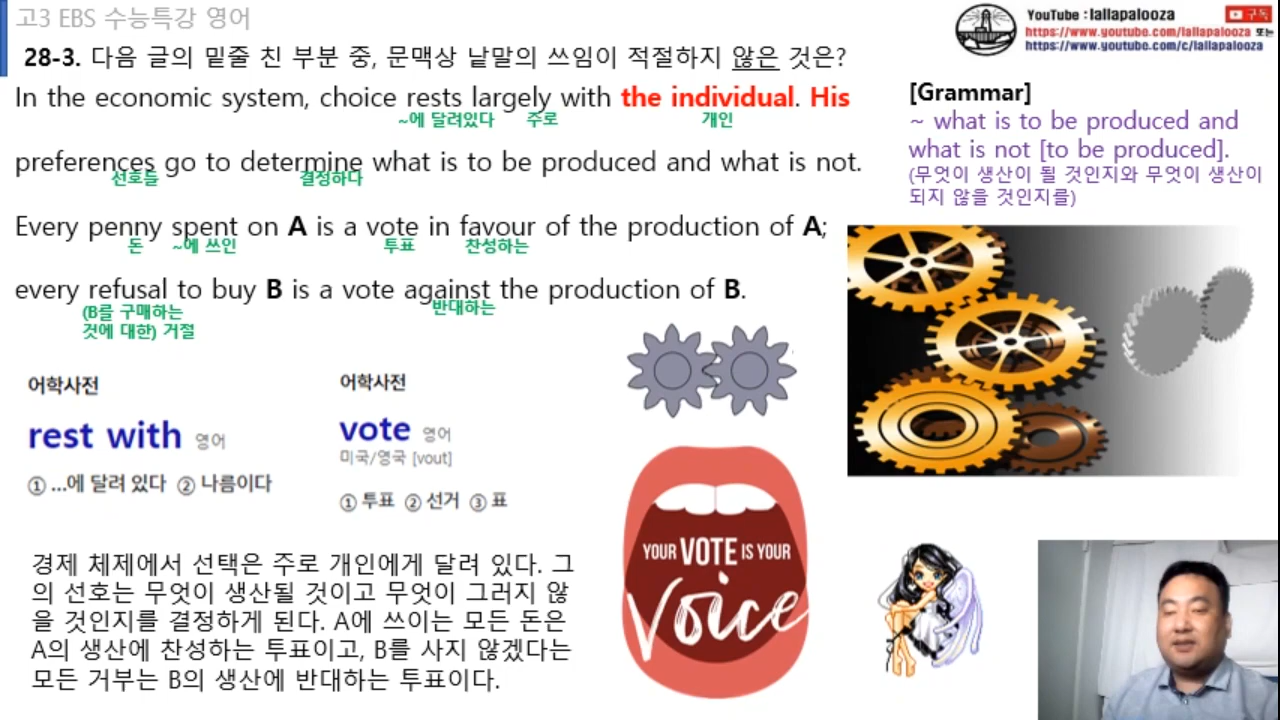 고3 EBS 수능특강 영어
YouTube : lallapalooza
구독
https://www.youtube.com/lallapalooza 또는
https://www.youtube.com/c/lallapalooza
28-3. 다음 글의 밑줄 친 부분 중, 문맥상 낱말의 쓰임이 적절하지 않은 것은?
In the economic system, choice rests largely with the individual. His
~에 달려있다 주로 개인
preferences go to determine what is to be produced and what is not.
선호들 결정하다
Every penny spent on A is a vote in favour of the production of A;
돈 ~에 쓰인 투표 찬성하는
every refusal to buy B is a vote against the production of B.
(B를 구매하는 반대하는
것에 대한) 거절
[Grammar]
~ what is to be produced and
what is not [to be produced].
(무엇이 생산이 될 것인지와 무엇이 생산이
되지 않을 것인지를)
어학사전
rest with 영어
① ...에 달려 있다 ② 나름이다
어학사전
vote 영어
미국/영국 [vout]
① 투표 ② 선거 ③ 표
YOUR VOTE IS YOUR
Voice
경제 체제에서 선택은 주로 개인에게 달려 있다. 그
의 선호는 무엇이 생산될 것이고 무엇이 그러지 않
을 것인지를 결정하게 된다. A에 쓰이는 모든 돈은
A의 생산에 찬성하는 투표이고, B를 사지 않겠다는
모든 거부는 B의 생산에 반대하는 투표이다.